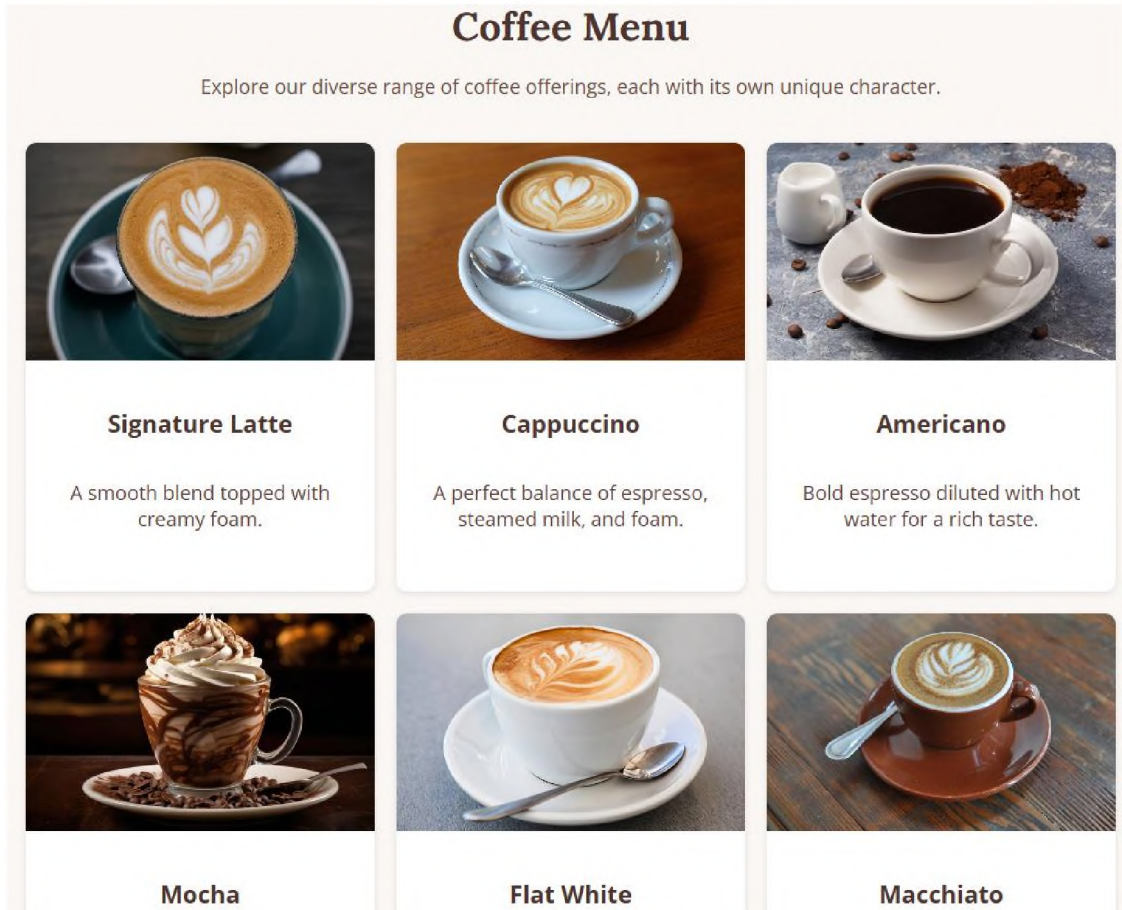 Coffee Menu
Explore our diverse range of coffee offerings, each with its own unique character.
Signature Latte
A smooth blend topped with
creamy foam.
Cappuccino
A perfect balance of espresso,
steamed milk, and foam.
Americano
Bold espresso diluted with hot
water for a rich taste.
Mocha
Flat White
Macchiato